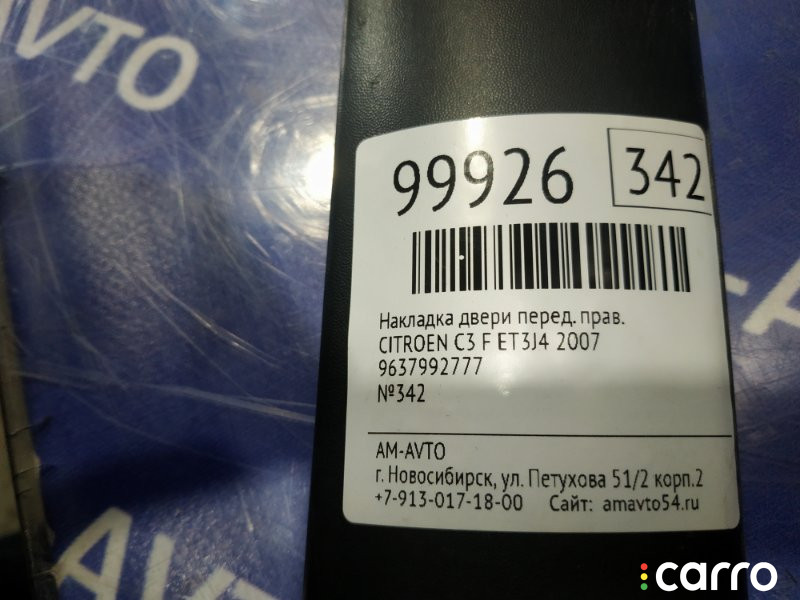 АVТО
99926 342
Накладка двери перед. прав.
CITROEN C3 F ET3J4 2007
9637992777
№342
AM-AVTO
г. Новосибирск, ул. Петухова 51/2 корп.2
+7-913-017-18-00 Сайт: amavto54.ru
AVTO
carro